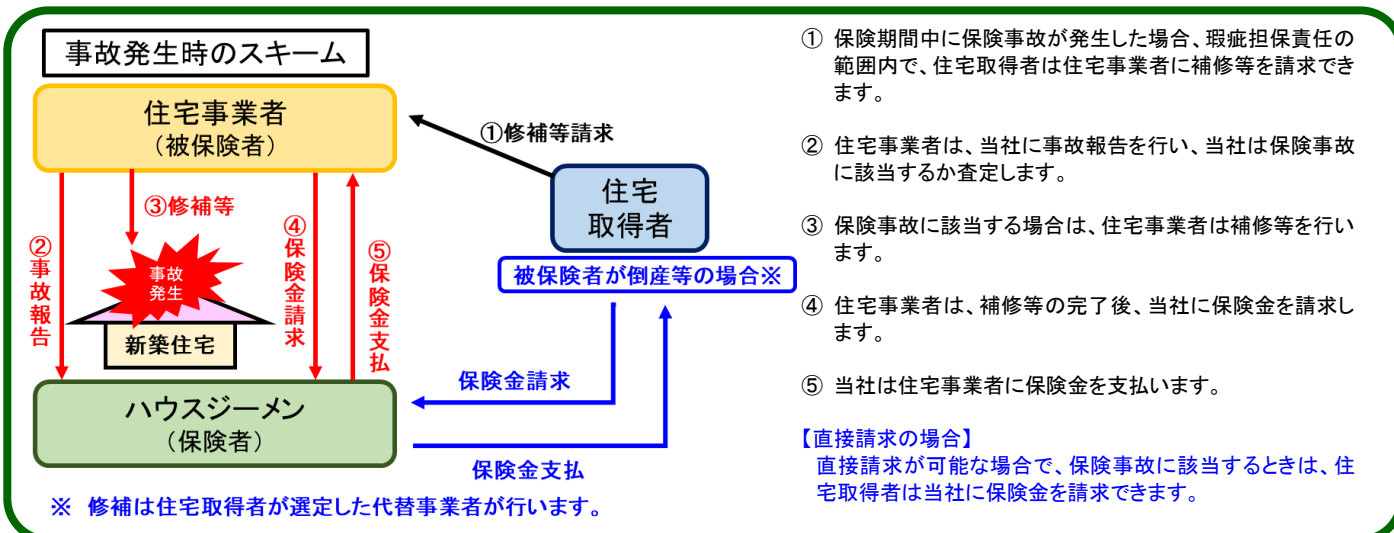 事故発生時のスキーム
住宅事業者
（被保険者）
①修補等請求
住宅
取得者
③修補等
②事故報告
④保険金請求
⑤保険金支払
事故
発生
新築住宅
被保険者が倒産等の場合※
保険金請求
ハウスジーメン
（保険者）
保険金支払
※ 修補は住宅取得者が選定した代替事業者が行います。
① 保険期間中に保険事故が発生した場合、瑕疵担保責任の
範囲内で、住宅取得者は住宅事業者に補修等を請求でき
ます。
② 住宅事業者は、当社に事故報告を行い、当社は保険事故
に該当するか査定します。
③ 保険事故に該当する場合は、住宅事業者は補修等を行い
ます。
④ 住宅事業者は、補修等の完了後、当社に保険金を請求し
ます。
⑤ 当社は住宅事業者に保険金を支払います。
【直接請求の場合】
直接請求が可能な場合で、保険事故に該当するときは、住
宅取得者は当社に保険金を請求できます。